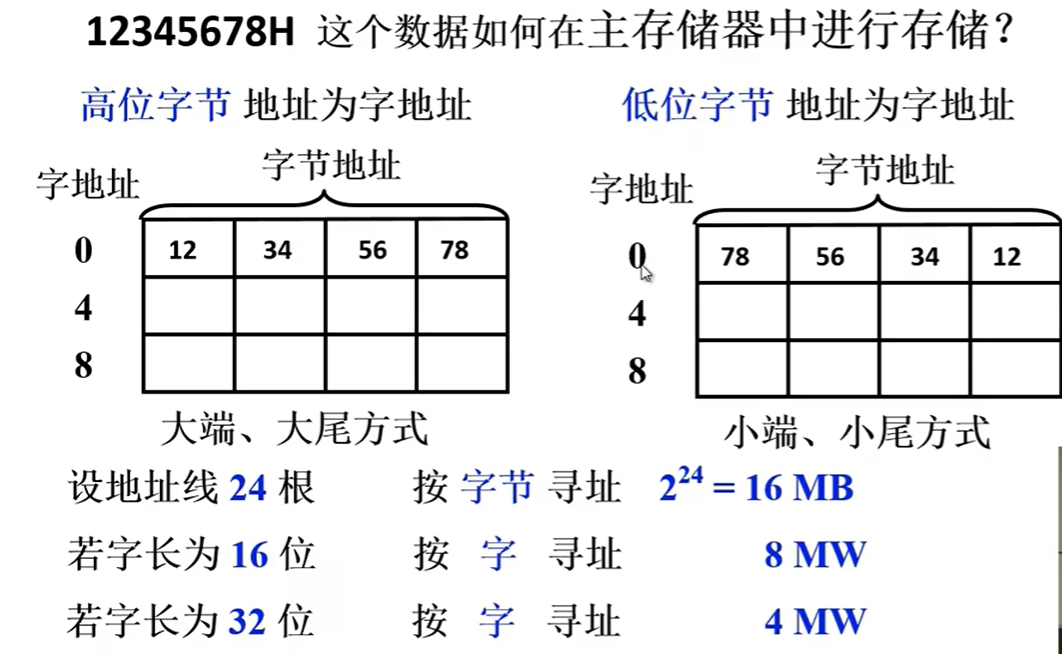 12345678H 这个数据如何在主存储器中进行存储？
高位字节 地址为字地址
字节地址
字地址
0 12 34 56 78
4
8
大端、大尾方式
低位字节 地址为字地址
字节地址
字地址
0 78 56 34 12
4
8
小端、小尾方式
设地址线 24 根 按 字节 寻址 2²⁴ = 16 MB
若字长为 16 位 按 字 寻址 8 MW
若字长为 32 位 按 字 寻址 4 MW